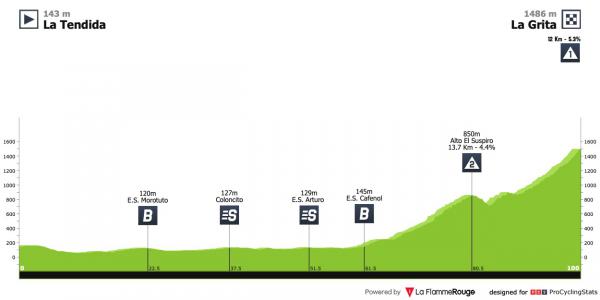 143 m
La Tendida
1486 m
La Grita
12 Km - 5.3%
1
850m
Alto El Suspiro
13,7 Km - 4.4%
2
120m
E.S. Morotuto
B
127m
Coloncito
S
129m
E.S. Arturo
S
145m
E.S. Cafenol
B
1600 1600
1400 1400
1200 1200
1000 1000
800 800
600 600
400 400
200 200
0 22.5 37.5 51.5 61.5 80.5 100
Powered by La FlammeRouge designed for PCS ProCyclingStats